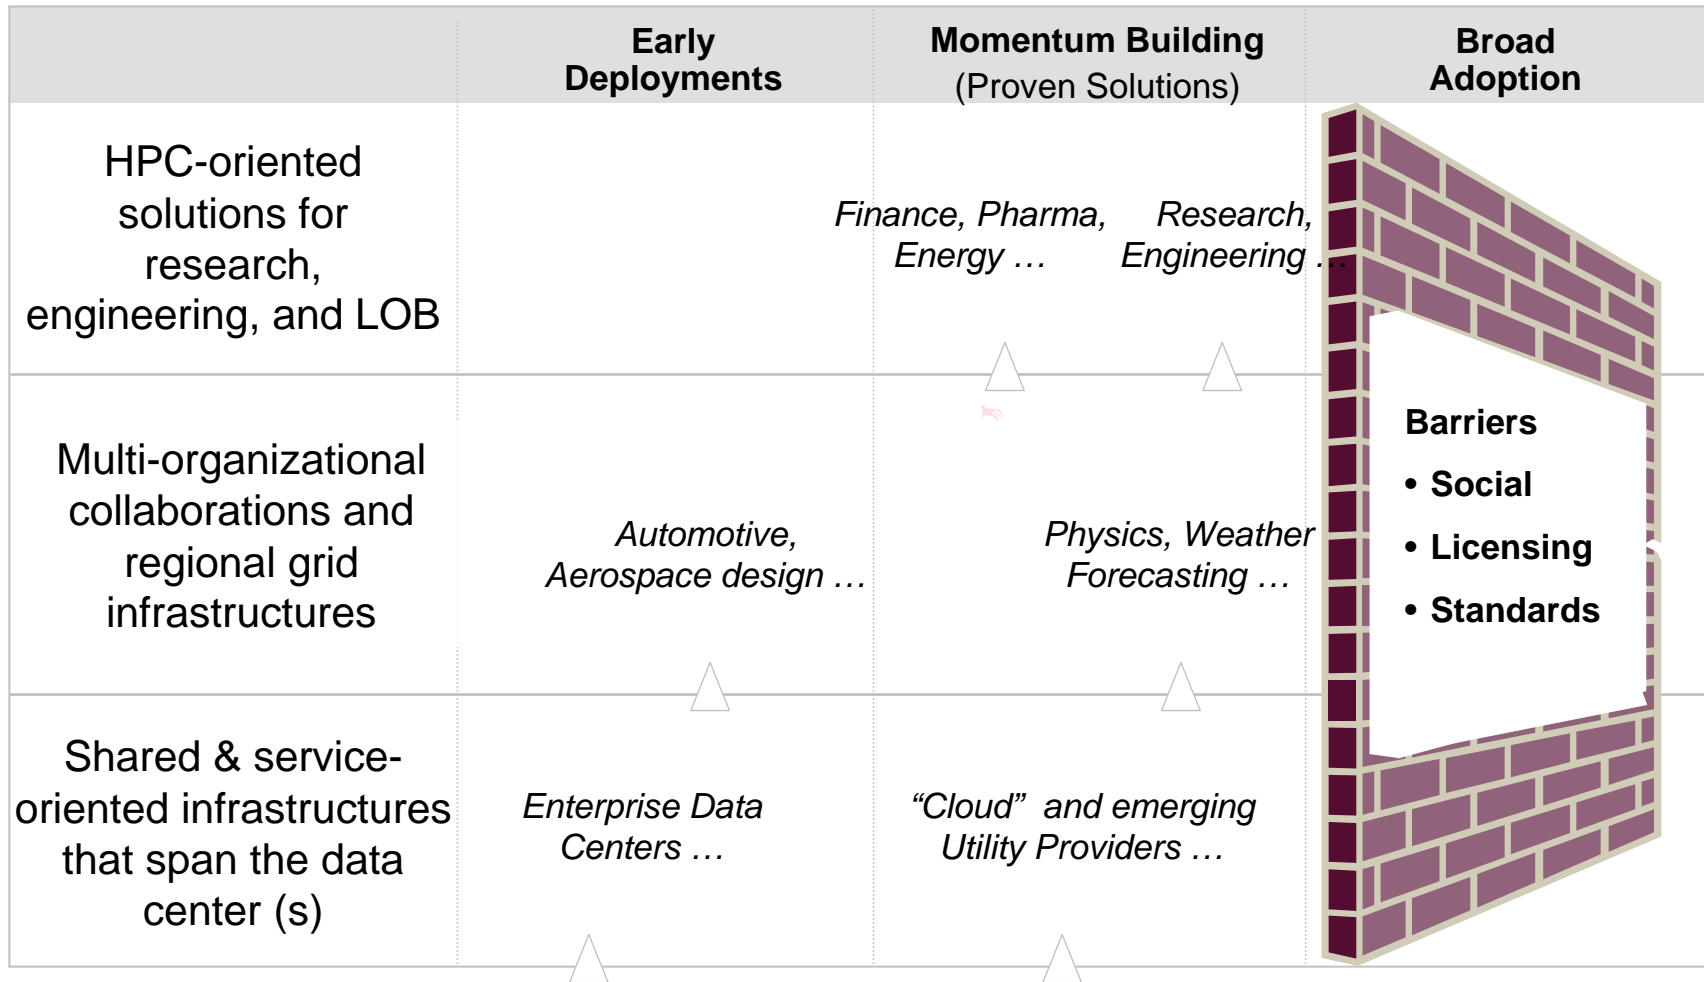 Early
Deployments
Momentum Building
(Proven Solutions)
Broad
Adoption
HPC-oriented
solutions for
research,
engineering, and LOB
Finance, Pharma,
Energy …
Research,
Engineering …
Multi-organizational
collaborations and
regional grid
infrastructures
Automotive,
Aerospace design …
Physics, Weather
Forecasting …
Barriers
• Social
• Licensing
• Standards
Shared & service-
oriented infrastructures
that span the data
center (s)
Enterprise Data
Centers …
“Cloud” and emerging
Utility Providers …